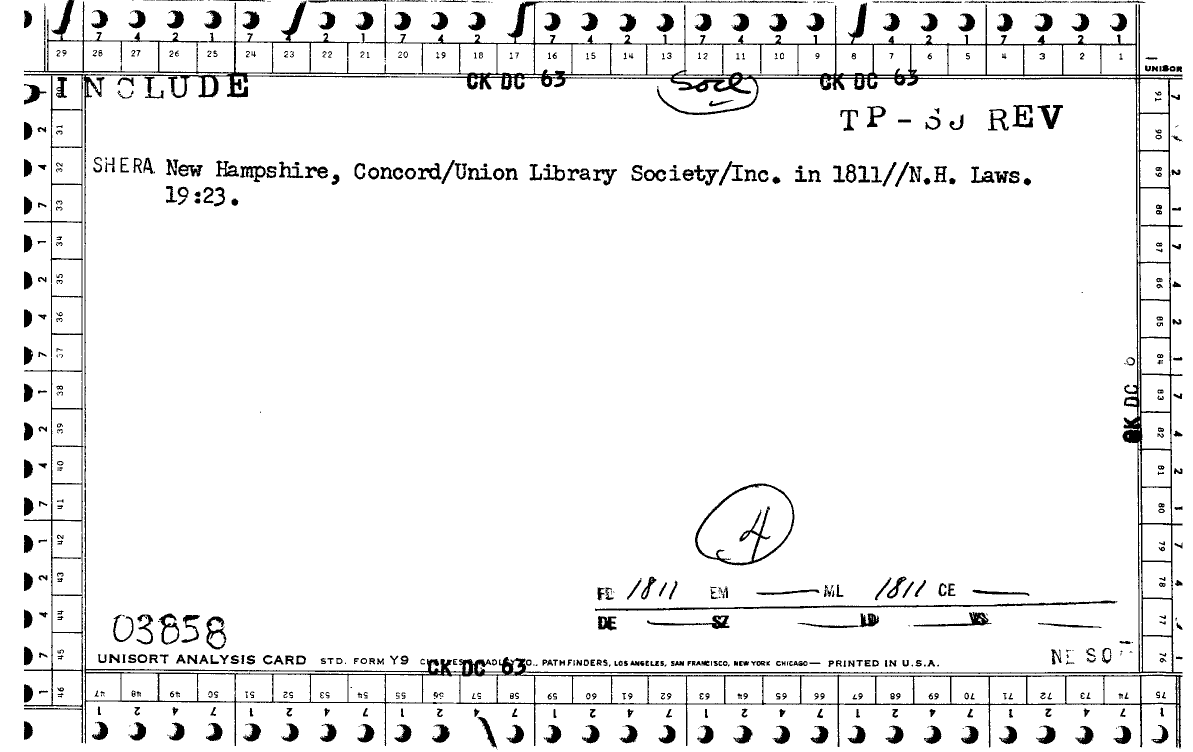 7 4 2 1 7 4 2 1 7 4 2 1 7 4 2 1 7 4 2 1 7 4 2 1 7 4 2 1
29 28 27 26 25 24 23 22 21 20 19 18 17 16 15 14 13 12 11 10 9 8 7 6 5 4 3 2 1
UNISOR
INCLUDE CK DC 63 Socl CK DC 63
TP - SJ REV
SHERA New Hampshire, Concord/Union Library Society/Inc. in 1811//N.H. Laws.
19:23.
CK DC 6
4
FD 1811 EM — ML 1811 CE —
DE — SZ — LD — WS
03858
UNISORT ANALYSIS CARD STD. FORM Y9 PATHFINDERS, LOS ANGELES, SAN FRANCISCO, NEW YORK CHICAGO— PRINTED IN U.S.A.
CK DC 63
NE SO
31 32 33 34 35 36 37 38 39 40 41 42 43 44 45 46
91 90 89 88 87 86 85 84 83 82 81 80 79 78 77 76
47 48 49 50 51 52 53 54 55 56 57 58 59 60 61 62 63 64 65 66 67 68 69 70 71 72 73 74 75
1 2 4 7 1 2 4 7 1 2 4 7 1 2 4 7 1 2 4 7 1 2 4 7 1 2 4 7 1